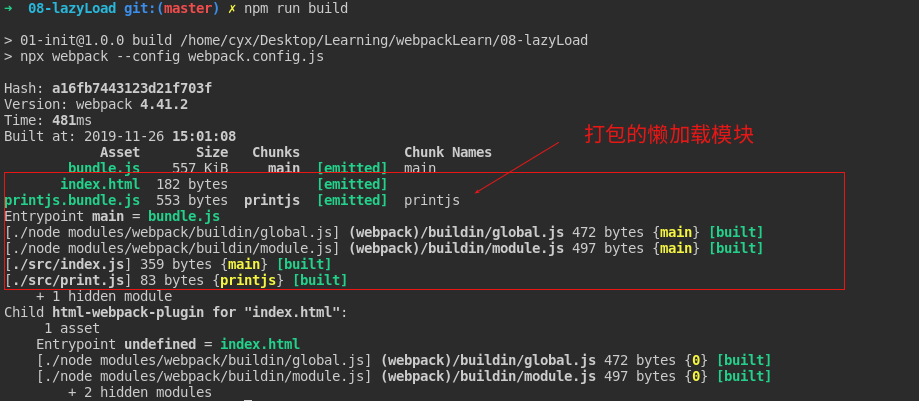 ➜  08-lazyLoad git:(master) ✗ npm run build
> 01-init@1.0.0 build /home/cyx/Desktop/Learning/webpackLearn/08-lazyLoad
> npx webpack --config webpack.config.js
Hash: a16fb7443123d21f703f
Version: webpack 4.41.2
Time: 481ms
Built at: 2019-11-26 15:01:08
打包的懒加载模块
Asset Size Chunks Chunk Names
bundle.js 557 KiB main [emitted] main
index.html 182 bytes [emitted]
printjs.bundle.js 553 bytes printjs [emitted] printjs
Entrypoint main = bundle.js
[./node_modules/webpack/buildin/global.js] (webpack)/buildin/global.js 472 bytes {main} [built]
[./node_modules/webpack/buildin/module.js] (webpack)/buildin/module.js 497 bytes {main} [built]
[./src/index.js] 359 bytes {main} [built]
[./src/print.js] 83 bytes {printjs} [built]
+ 1 hidden module
Child html-webpack-plugin for "index.html":
1 asset
Entrypoint undefined = index.html
[./node_modules/webpack/buildin/global.js] (webpack)/buildin/global.js 472 bytes {0} [built]
[./node_modules/webpack/buildin/module.js] (webpack)/buildin/module.js 497 bytes {0} [built]
+ 2 hidden modules